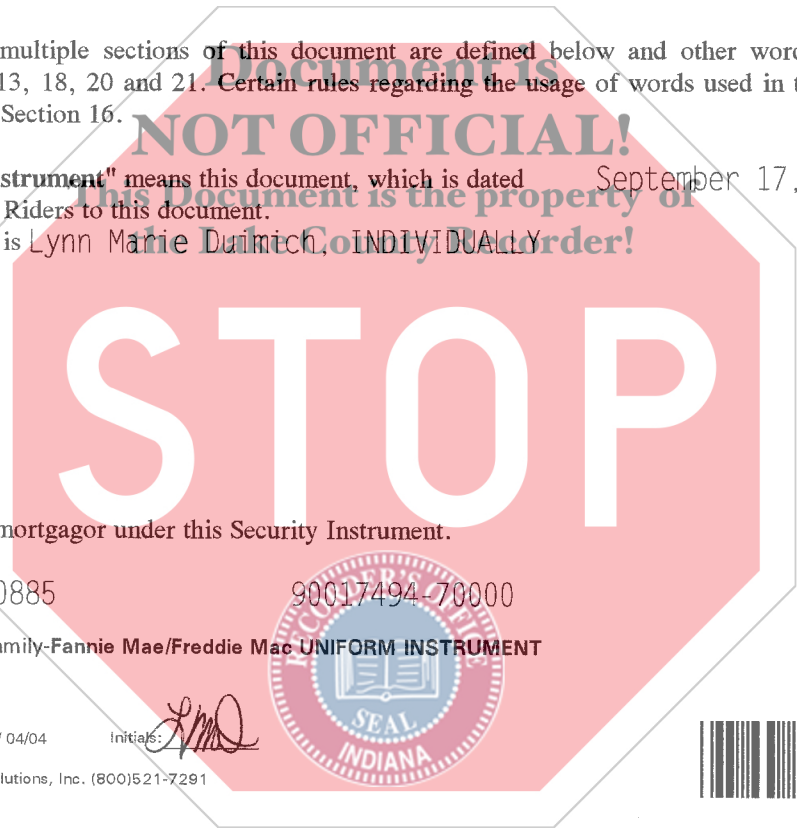 multiple sections of this document are defined below and other word
Document is
13, 18, 20 and 21. Certain rules regarding the usage of words used in t
Section 16.
NOT OFFICIAL!
strument" means this document, which is dated September 17,
This Document is the property of
Riders to this document.
is Lynn Marie Duimich, INDIVIDUALLY
the Lake County Recorder!
STOP
mortgagor under this Security Instrument.
0885 90017494-70000
RECORDER'S OFFICE
amily-Fannie Mae/Freddie Mac UNIFORM INSTRUMENT
SEAL
INDIANA
04/04 Initials: LMD
lutions, Inc. (800)521-7291